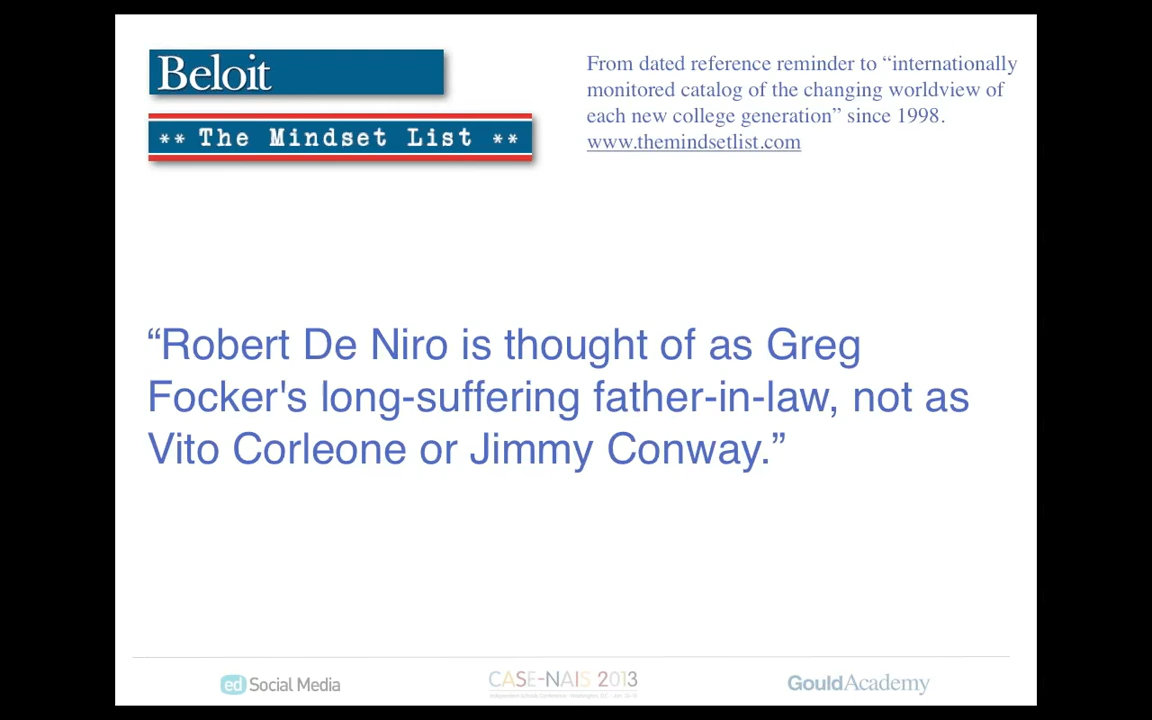 Beloit
** The Mindset List **
From dated reference reminder to “internationally
monitored catalog of the changing worldview of
each new college generation” since 1998.
www.themindsetlist.com
“Robert De Niro is thought of as Greg
Focker's long-suffering father-in-law, not as
Vito Corleone or Jimmy Conway.”
ed Social Media
CASE-NAIS 2013
GouldAcademy